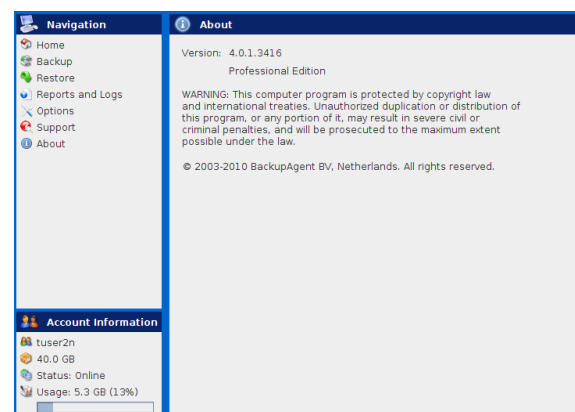 Navigation
Home
Backup
Restore
Reports and Logs
Options
Support
About
Account Information
tuser2n
40.0 GB
Status: Online
Usage: 5.3 GB (13%)
About
Version: 4.0.1.3416
Professional Edition
WARNING: This computer program is protected by copyright law
and international treaties. Unauthorized duplication or distribution of
this program, or any portion of it, may result in severe civil or
criminal penalties, and will be prosecuted to the maximum extent
possible under the law.
© 2003-2010 BackupAgent BV, Netherlands. All rights reserved.